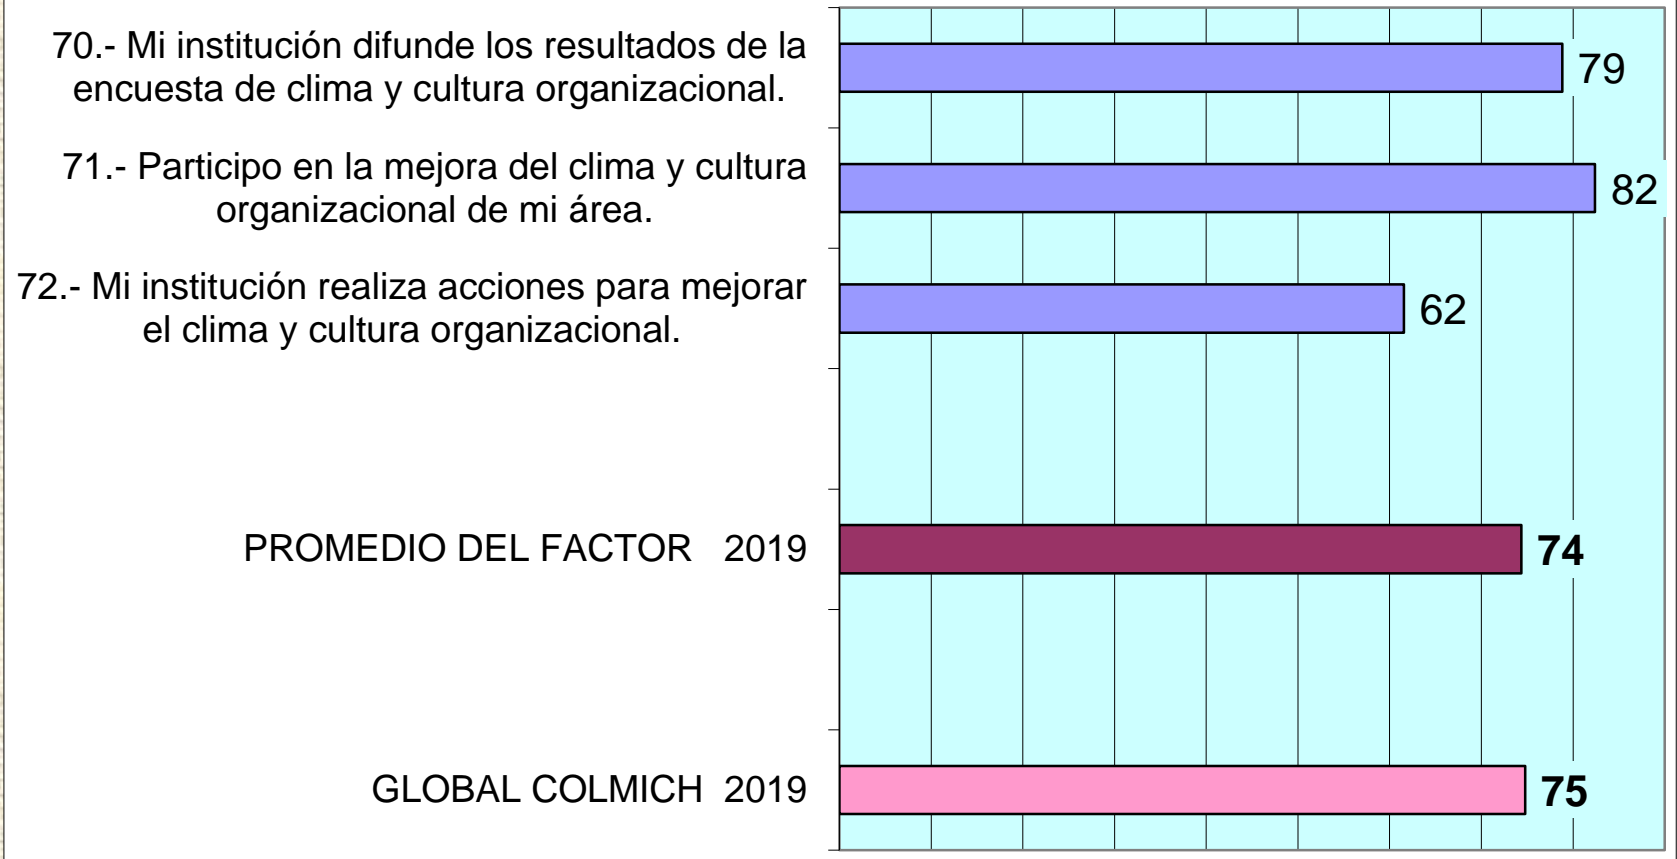 70.- Mi institución difunde los resultados de la
encuesta de clima y cultura organizacional.
79
71.- Participo en la mejora del clima y cultura
organizacional de mi área.
82
72.- Mi institución realiza acciones para mejorar
el clima y cultura organizacional.
62
PROMEDIO DEL FACTOR 2019
74
GLOBAL COLMICH 2019
75